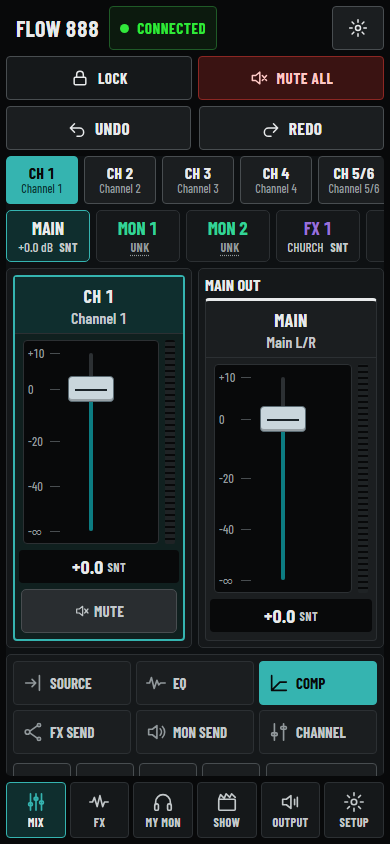 FLOW 888
CONNECTED
LOCK
MUTE ALL
UNDO
REDO
CH 1
Channel 1
CH 2
Channel 2
CH 3
Channel 3
CH 4
Channel 4
CH 5/6
Channel 5/6
MAIN
+0.0 dB SNT
MON 1
UNK
MON 2
UNK
FX 1
CHURCH SNT
CH 1
Channel 1
+10
0
-20
-40
-∞
+0.0 SNT
MUTE
MAIN OUT
MAIN
Main L/R
+10
0
-20
-40
-∞
+0.0 SNT
SOURCE
EQ
COMP
FX SEND
MON SEND
CHANNEL
MIX
FX
MY MON
SHOW
OUTPUT
SETUP